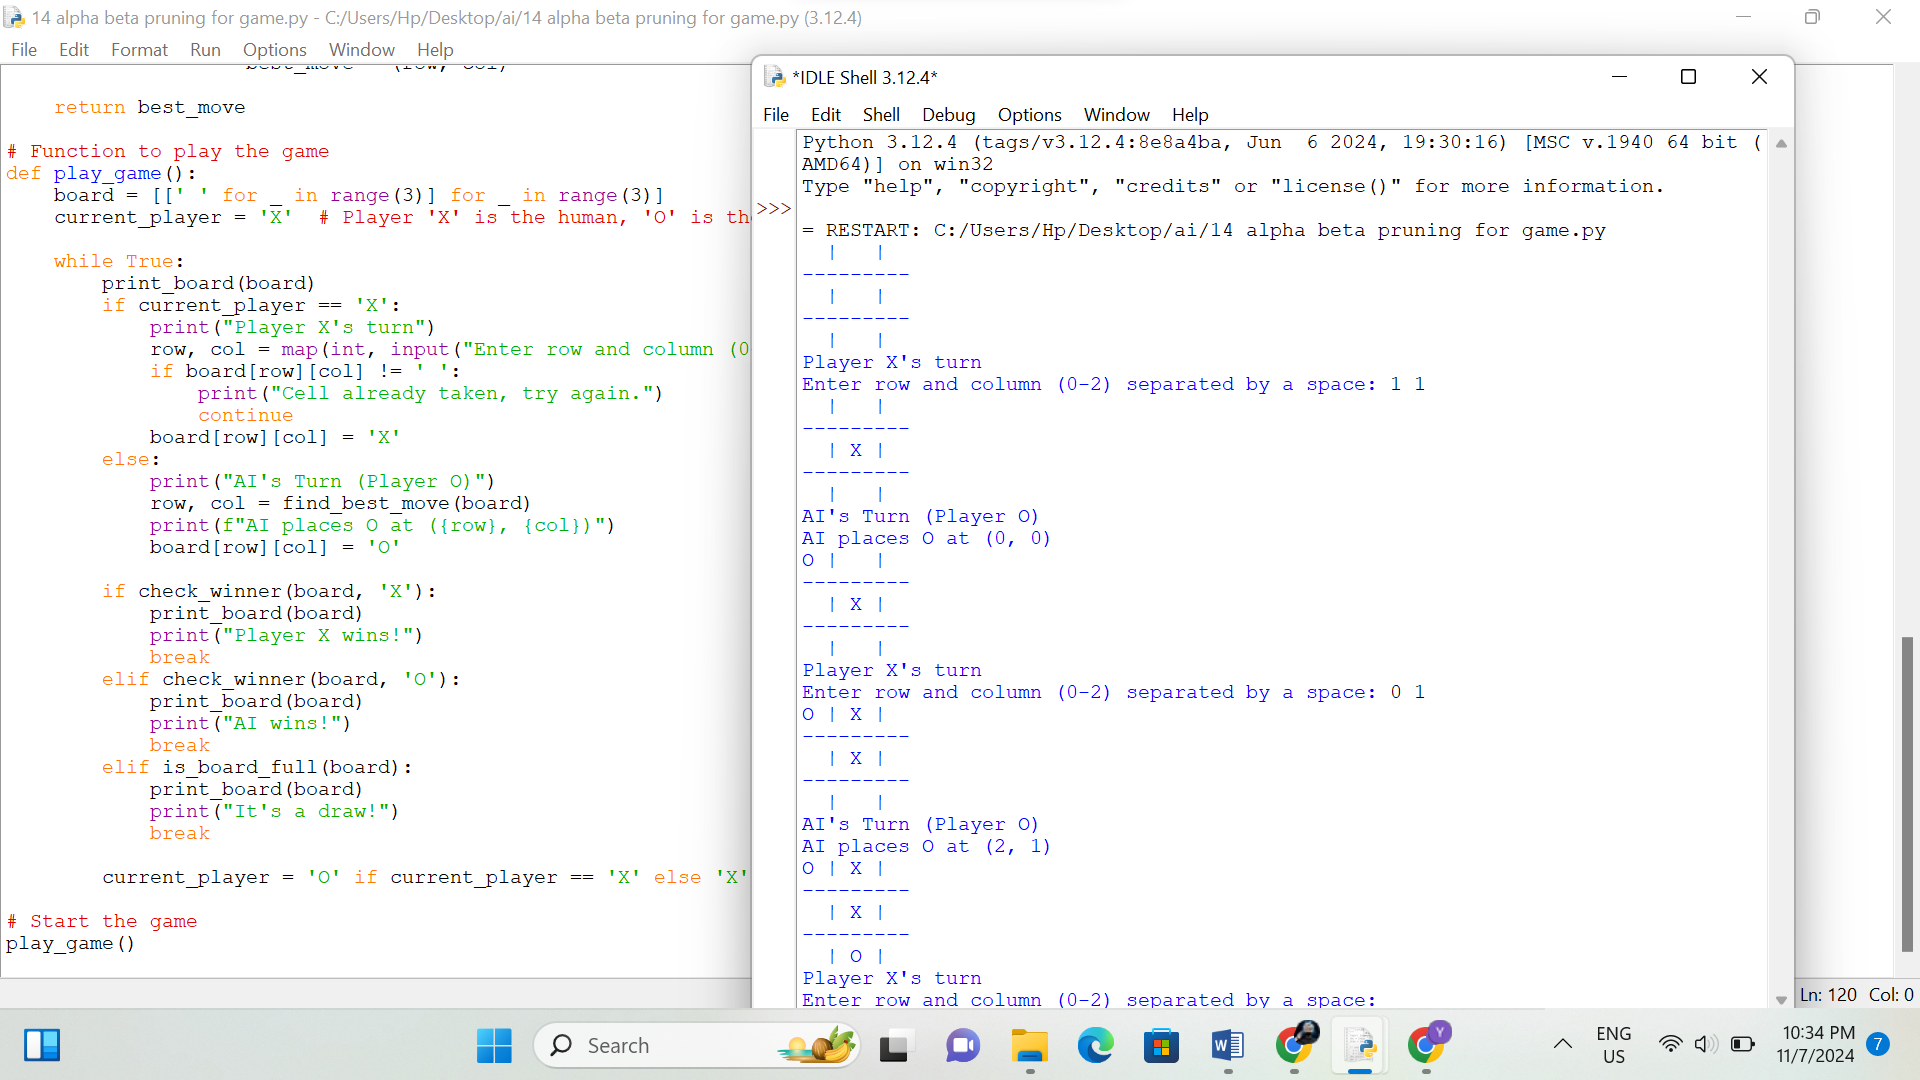 14 alpha beta pruning for game.py - C:/Users/Hp/Desktop/ai/14 alpha beta pruning for game.py (3.12.4)
File Edit Format Run Options Window Help
return best_move
# Function to play the game
def play_game():
board = [[' ' for _ in range(3)] for _ in range(3)]
current_player = 'X'  # Player 'X' is the human, 'O' is th
while True:
print_board(board)
if current_player == 'X':
print("Player X's turn")
row, col = map(int, input("Enter row and column (0
if board[row][col] != ' ':
print("Cell already taken, try again.")
continue
board[row][col] = 'X'
else:
print("AI's Turn (Player O)")
row, col = find_best_move(board)
print(f"AI places O at ({row}, {col})")
board[row][col] = 'O'
if check_winner(board, 'X'):
print_board(board)
print("Player X wins!")
break
elif check_winner(board, 'O'):
print_board(board)
print("AI wins!")
break
elif is_board_full(board):
print_board(board)
print("It's a draw!")
break
current_player = 'O' if current_player == 'X' else 'X'
# Start the game
play_game()
*IDLE Shell 3.12.4*
File Edit Shell Debug Options Window Help
Python 3.12.4 (tags/v3.12.4:8e8a4ba, Jun  6 2024, 19:30:16) [MSC v.1940 64 bit (
AMD64)] on win32
Type "help", "copyright", "credits" or "license()" for more information.
>>>
= RESTART: C:/Users/Hp/Desktop/ai/14 alpha beta pruning for game.py
  |   |
---------
  |   |
---------
  |   |
Player X's turn
Enter row and column (0-2) separated by a space: 1 1
  |   |
---------
  | X |
---------
  |   |
AI's Turn (Player O)
AI places O at (0, 0)
O |   |
---------
  | X |
---------
  |   |
Player X's turn
Enter row and column (0-2) separated by a space: 0 1
O | X |
---------
  | X |
---------
  |   |
AI's Turn (Player O)
AI places O at (2, 1)
O | X |
---------
  | X |
---------
  | O |
Player X's turn
Enter row and column (0-2) separated by a space:
Ln: 120 Col: 0
Search
Y
ENG
US
10:34 PM
11/7/2024
7